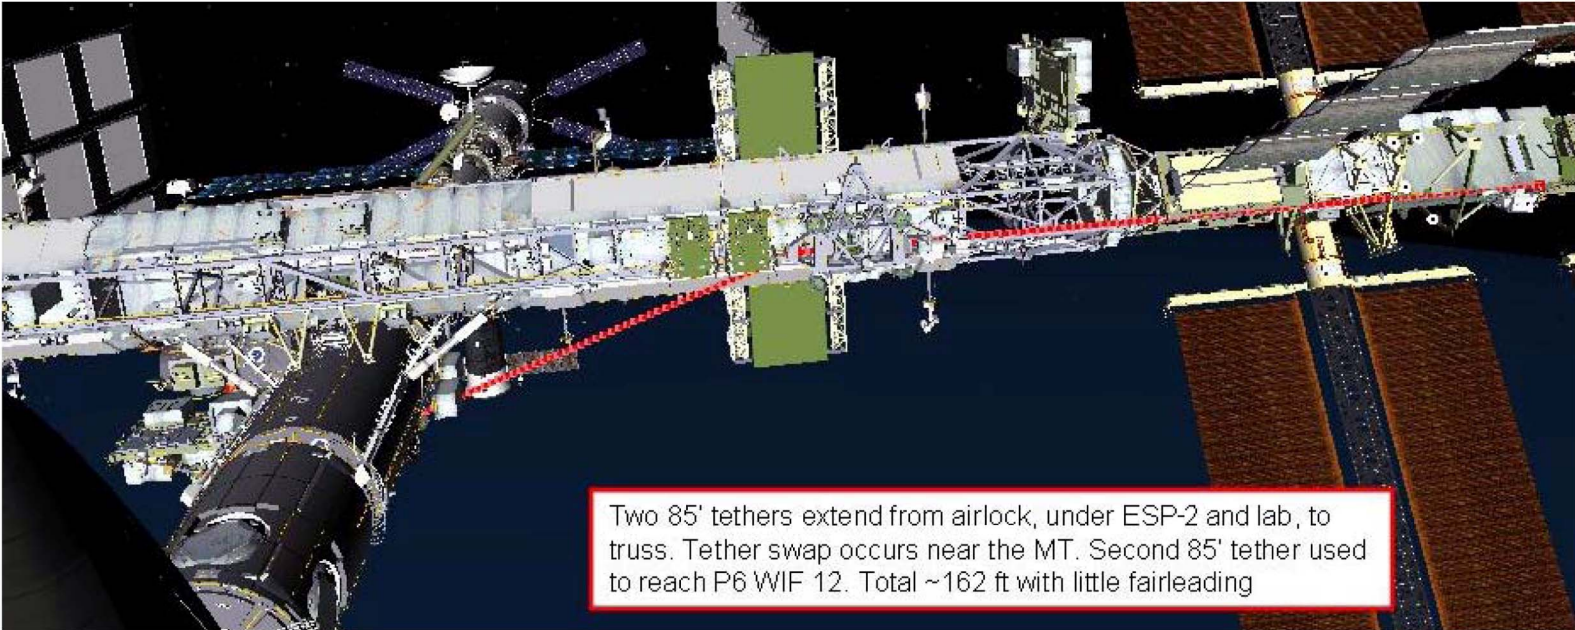 Two 85' tethers extend from airlock, under ESP-2 and lab, to
truss. Tether swap occurs near the MT. Second 85' tether used
to reach P6 WIF 12. Total ~162 ft with little fairleading